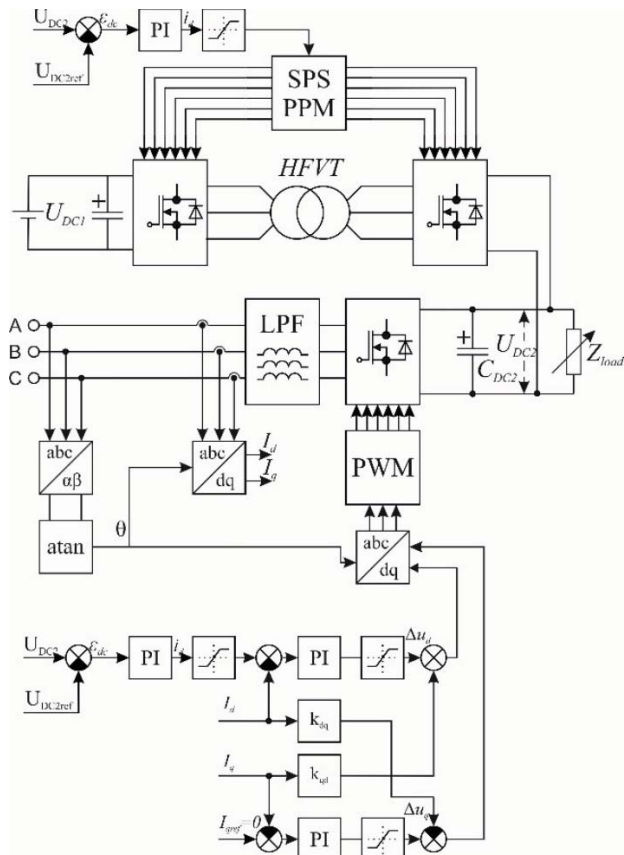 U_DC2 ε_dc PI i_d
U_DC2ref
SPS
PPM
HFVT
U_DC1
A
B
C
LPF
U_DC2
C_DC2
Z_load
abc
αβ
abc
dq
I_d
I_q
PWM
atan
θ
abc
dq
U_DC2 ε_dc PI i_d PI Δu_d
U_DC2ref
I_d k_dq
I_q k_qd
I_qref=0 PI Δu_q